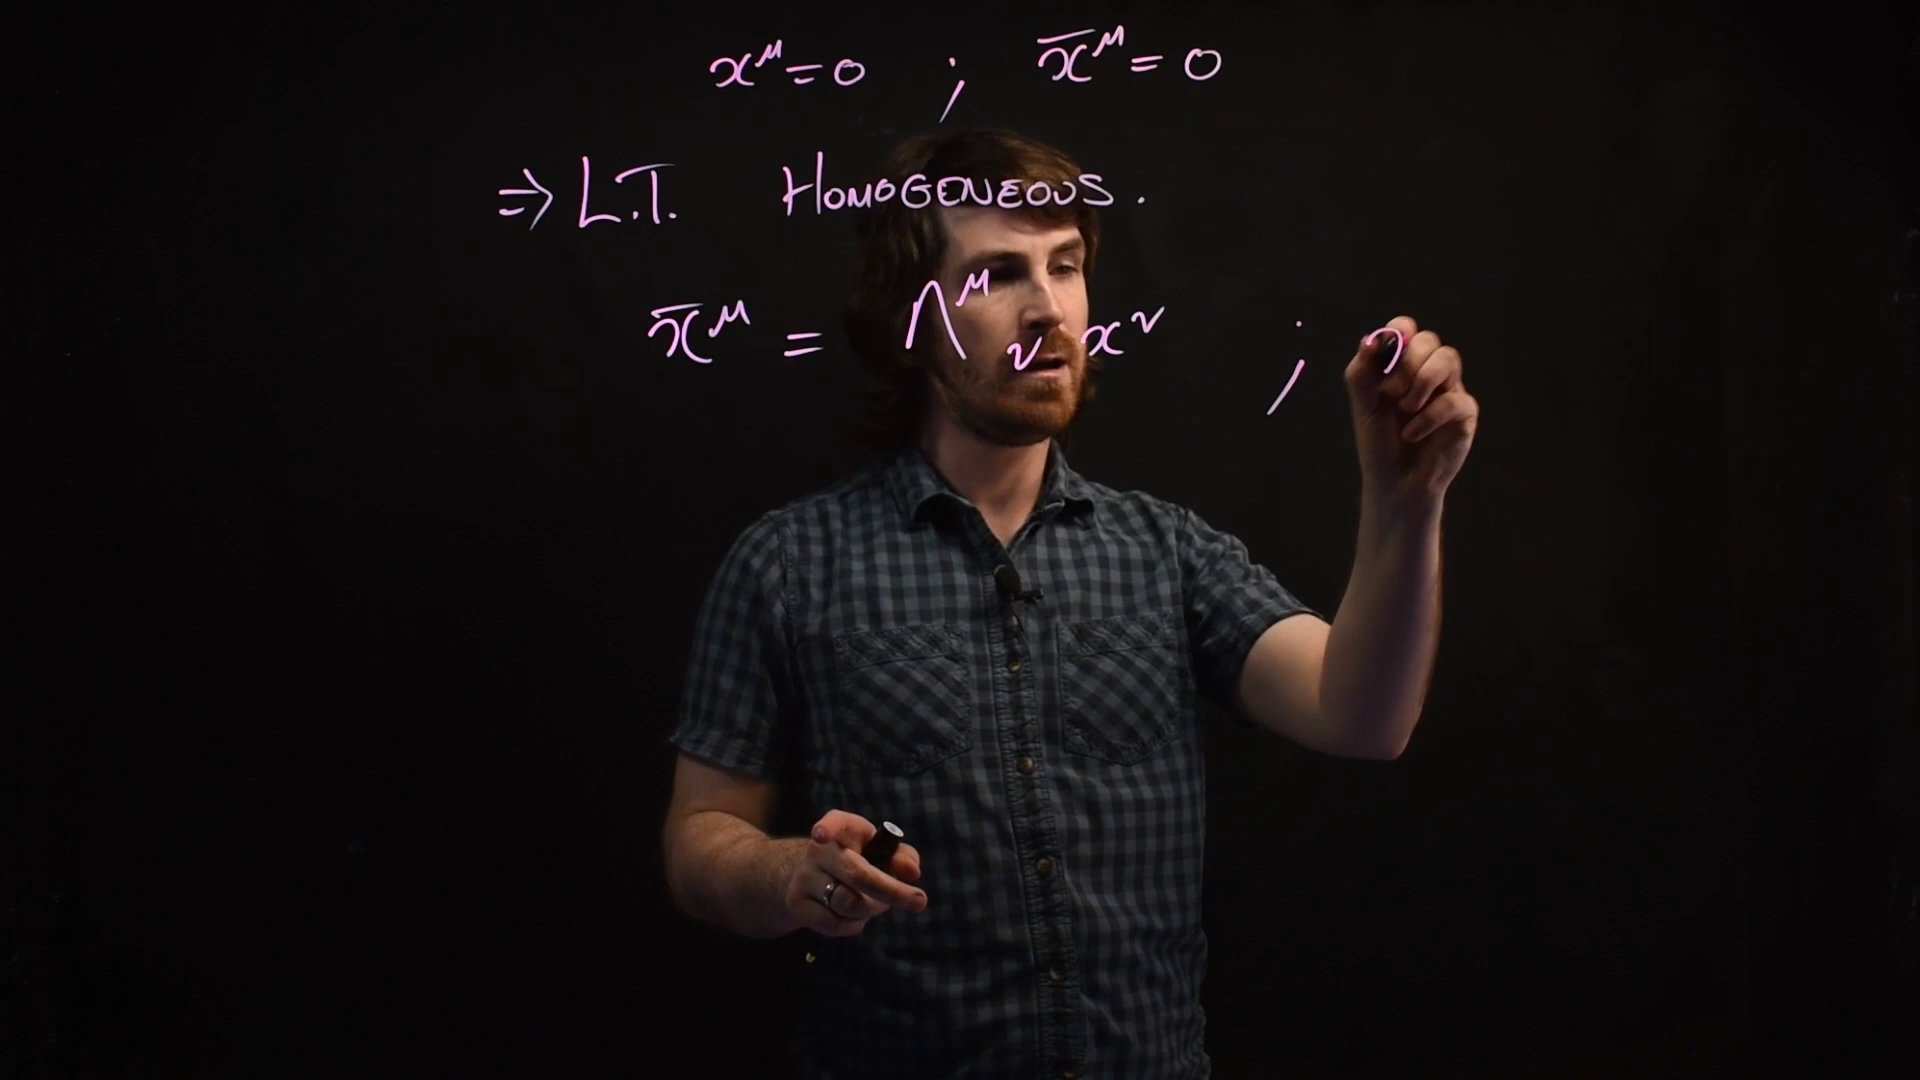 x^μ = 0 ; x̄^μ = 0
⇒ L.T. HOMOGENEOUS.
x̄^μ = Λ^μ_ν x^ν ;